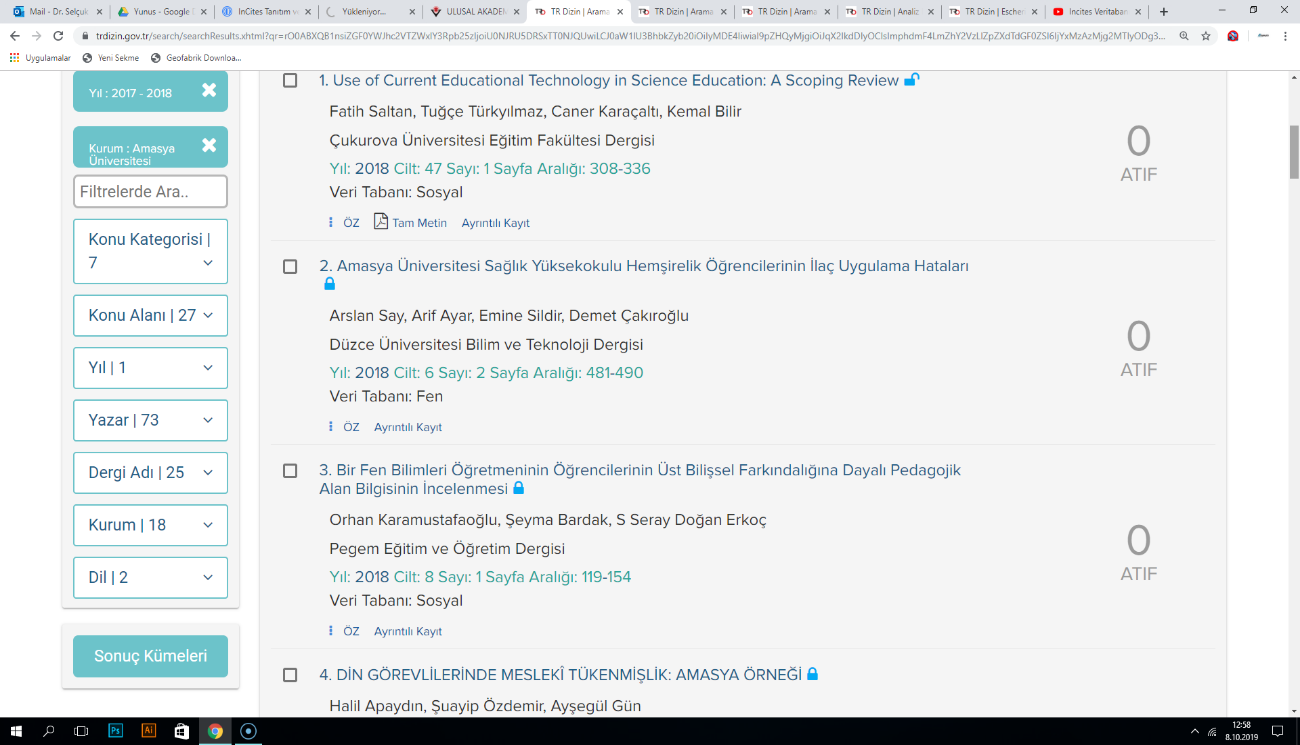 Mail - Dr. Selçuk
Yunus - Google
InCites Tanıtım v
Yükleniyor...
ULUSAL AKADEM
TR Dizin | Arama
TR Dizin | Arama
TR Dizin | Arama
TR Dizin | Analiz
TR Dizin | Escher
Incites Veritaban
trdizin.gov.tr/search/searchResults.xhtml
Uygulamalar
Yeni Sekme
Geofabrik Downloa...
Yıl : 2017 - 2018
Kurum : Amasya
Üniversitesi
Filtrelerde Ara..
Konu Kategorisi |
7
Konu Alanı | 27
Yıl | 1
Yazar | 73
Dergi Adı | 25
Kurum | 18
Dil | 2
Sonuç Kümeleri
1. Use of Current Educational Technology in Science Education: A Scoping Review
Fatih Saltan, Tuğçe Türkyılmaz, Caner Karaçaltı, Kemal Bilir
Çukurova Üniversitesi Eğitim Fakültesi Dergisi
Yıl: 2018 Cilt: 47 Sayı: 1 Sayfa Aralığı: 308-336
Veri Tabanı: Sosyal
ÖZ Tam Metin Ayrıntılı Kayıt
0
ATIF
2. Amasya Üniversitesi Sağlık Yüksekokulu Hemşirelik Öğrencilerinin İlaç Uygulama Hataları
Arslan Say, Arif Ayar, Emine Sildir, Demet Çakıroğlu
Düzce Üniversitesi Bilim ve Teknoloji Dergisi
Yıl: 2018 Cilt: 6 Sayı: 2 Sayfa Aralığı: 481-490
Veri Tabanı: Fen
ÖZ Ayrıntılı Kayıt
0
ATIF
3. Bir Fen Bilimleri Öğretmeninin Öğrencilerinin Üst Bilişsel Farkındalığına Dayalı Pedagojik
Alan Bilgisinin İncelenmesi
Orhan Karamustafaoğlu, Şeyma Bardak, S Seray Doğan Erkoç
Pegem Eğitim ve Öğretim Dergisi
Yıl: 2018 Cilt: 8 Sayı: 1 Sayfa Aralığı: 119-154
Veri Tabanı: Sosyal
ÖZ Ayrıntılı Kayıt
0
ATIF
4. DİN GÖREVLİLERİNDE MESLEKÎ TÜKENMİŞLİK: AMASYA ÖRNEĞİ
Halil Apaydın, Şuayip Özdemir, Ayşegül Gün
Ps
Ai
12:58
8.10.2019